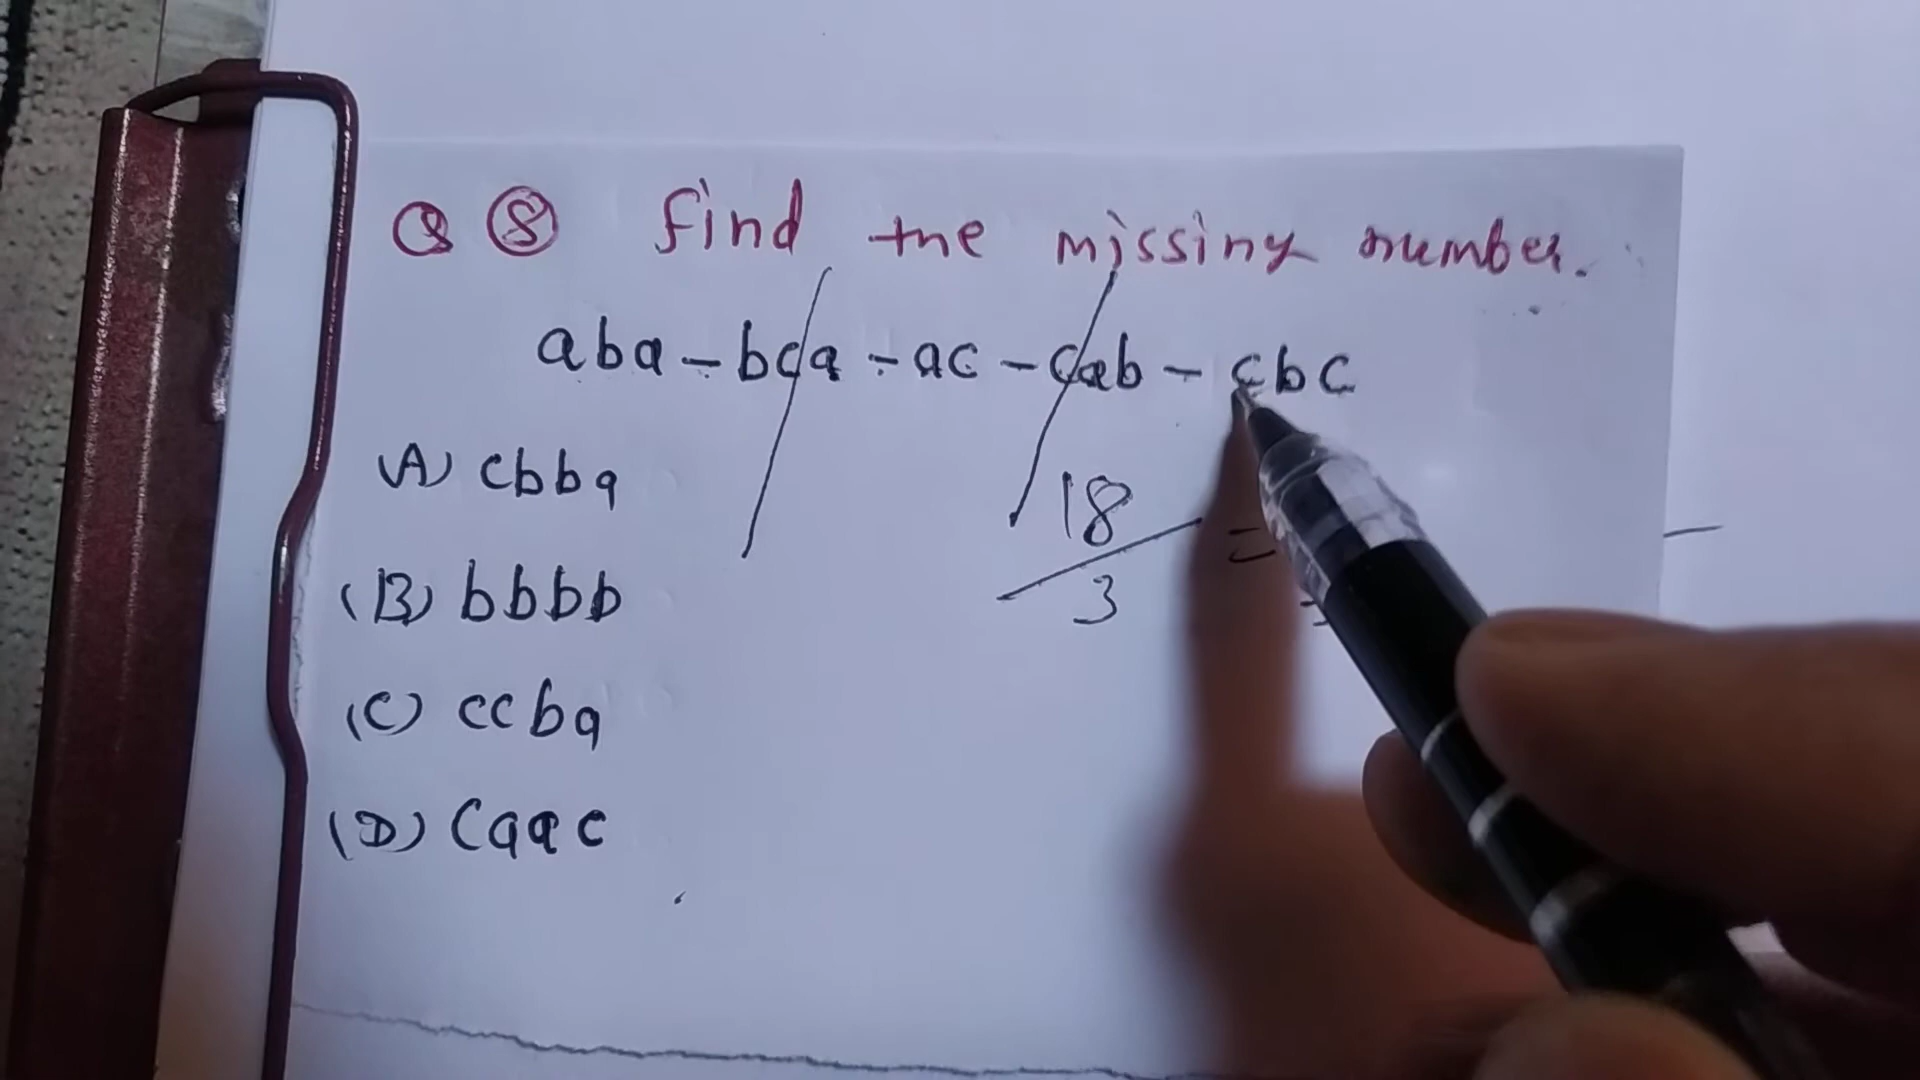 Q 8 find the missing number.
aba - bca - ac - cab - cbc
(A) cbba
18
3
=
(B) bbbb
(C) ccba
(D) caac